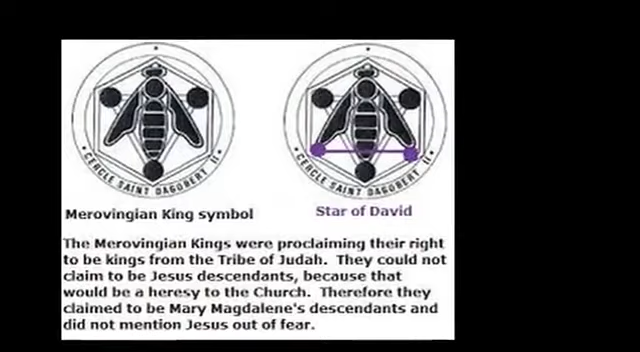 • CERCLE SAINT DAGOBERT II •
• CERCLE SAINT DAGOBERT II •
Merovingian King symbol
Star of David
The Merovingian Kings were proclaiming their right
to be kings from the Tribe of Judah. They could not
claim to be Jesus descendants, because that
would be a heresy to the Church. Therefore they
claimed to be Mary Magdalene's descendants and
did not mention Jesus out of fear.